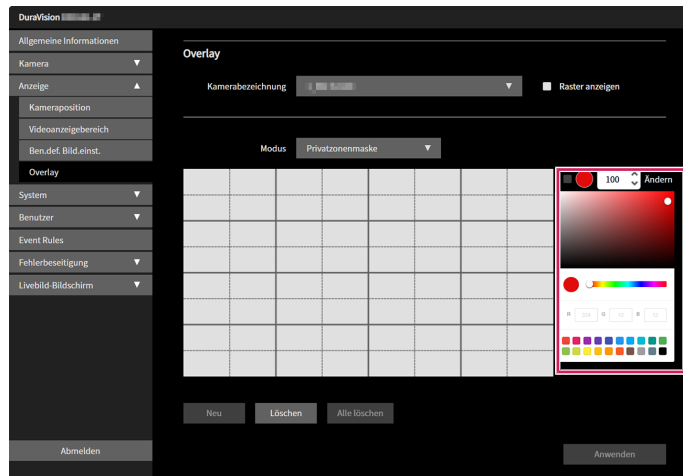 DuraVision
Allgemeine Informationen
Kamera
Anzeige
Kameraposition
Videoanzeigebereich
Ben.def. Bild.einst.
Overlay
System
Benutzer
Event Rules
Fehlerbeseitigung
Livebild-Bildschirm
Abmelden
Overlay
Kamerabezeichnung
Raster anzeigen
Modus Privatzonenmaske
100 Ändern
R G B
Neu Löschen Alle löschen
Anwenden